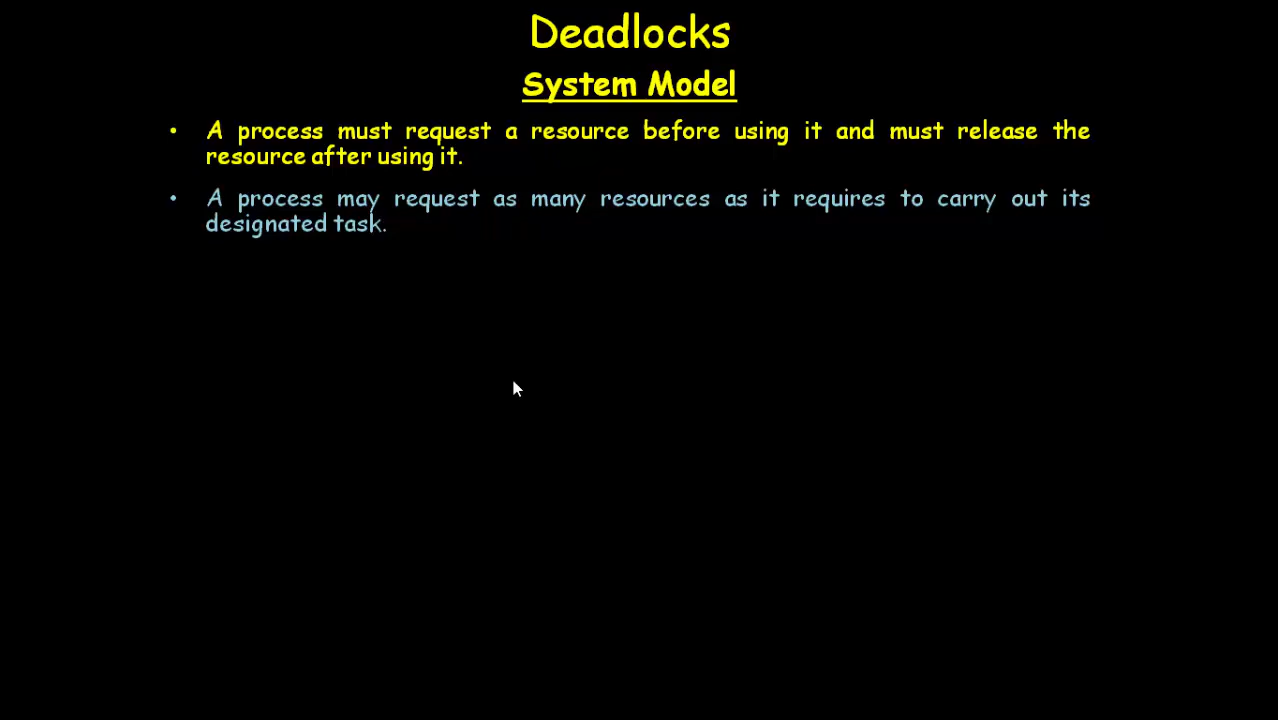 Deadlocks
System Model
• A process must request a resource before using it and must release the
resource after using it.
• A process may request as many resources as it requires to carry out its
designated task.